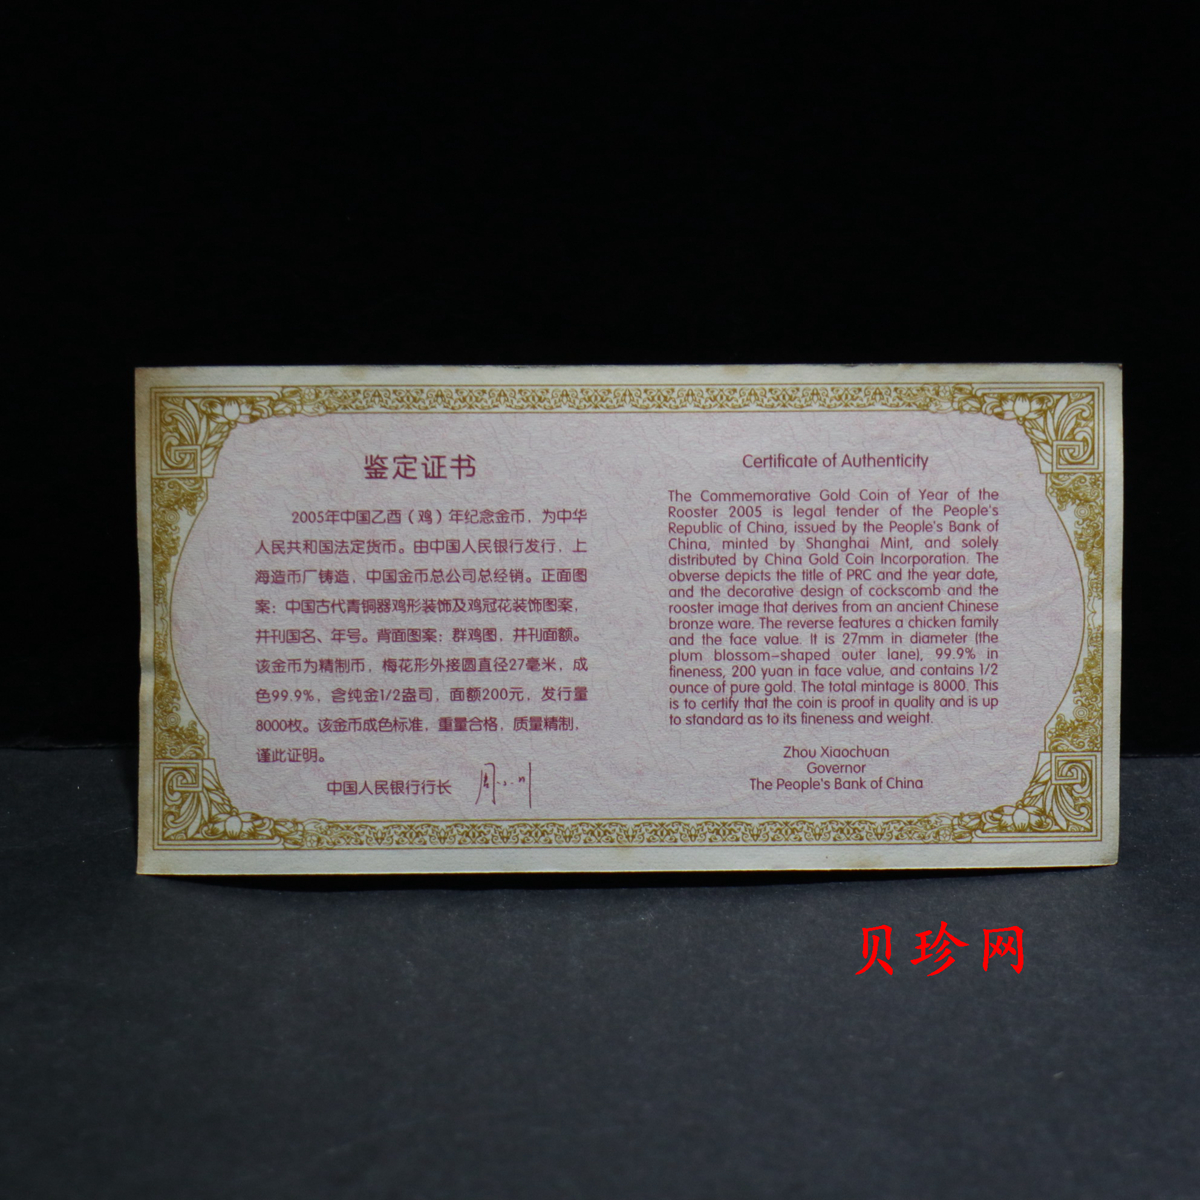 鉴定证书
2005年中国乙酉（鸡）年纪念金币，为中华
人民共和国法定货币。由中国人民银行发行，上
海造币厂铸造，中国金币总公司总经销。正面图
案：中国古代青铜器鸡形装饰及鸡冠花装饰图案，
并刊国名、年号。背面图案：群鸡图，并刊面额。
该金币为精制币，梅花形外接圆直径27毫米，成
色99.9%，含纯金1/2盎司，面额200元，发行量
8000枚。该金币成色标准，重量合格，质量精制，
谨此证明。
中国人民银行行长
Certificate of Authenticity
The Commemorative Gold Coin of Year of the
Rooster 2005 is legal tender of the People's
Republic of China, issued by the People's Bank of
China, minted by Shanghai Mint, and solely
distributed by China Gold Coin Incorporation. The
obverse depicts the title of PRC and the year date,
and the decorative design of cockscomb and the
rooster image that derives from an ancient Chinese
bronze ware. The reverse features a chicken family
and the face value. It is 27mm in diameter (the
plum blossom-shaped outer lane), 99.9% in
fineness, 200 yuan in face value, and contains 1/2
ounce of pure gold. The total mintage is 8000. This
is to certify that the coin is proof in quality and is up
to standard as to its fineness and weight.
Zhou Xiaochuan
Governor
The People's Bank of China
贝珍网